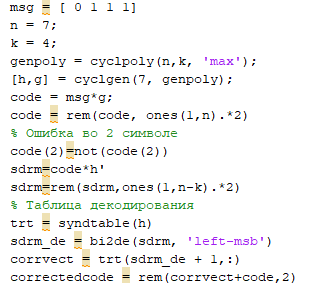 msg = [ 0 1 1 1]
n = 7;
k = 4;
genpoly = cyclpoly(n,k, 'max');
[h,g] = cyclgen(7, genpoly);
code = msg*g;
code = rem(code, ones(1,n).*2)
% Ошибка во 2 символе
code(2)=not(code(2))
sdrm=code*h'
sdrm=rem(sdrm,ones(1,n-k).*2)
% Таблица декодирования
trt = syndtable(h)
sdrm_de = bi2de(sdrm, 'left-msb')
corrvect = trt(sdrm_de + 1,:)
correctedcode = rem(corrvect+code,2)